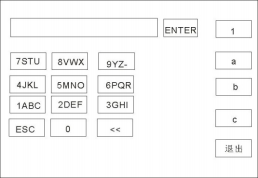 ENTER 1
7STU 8VWX 9YZ- a
4JKL 5MNO 6PQR b
1ABC 2DEF 3GHI
ESC 0 << c
退出